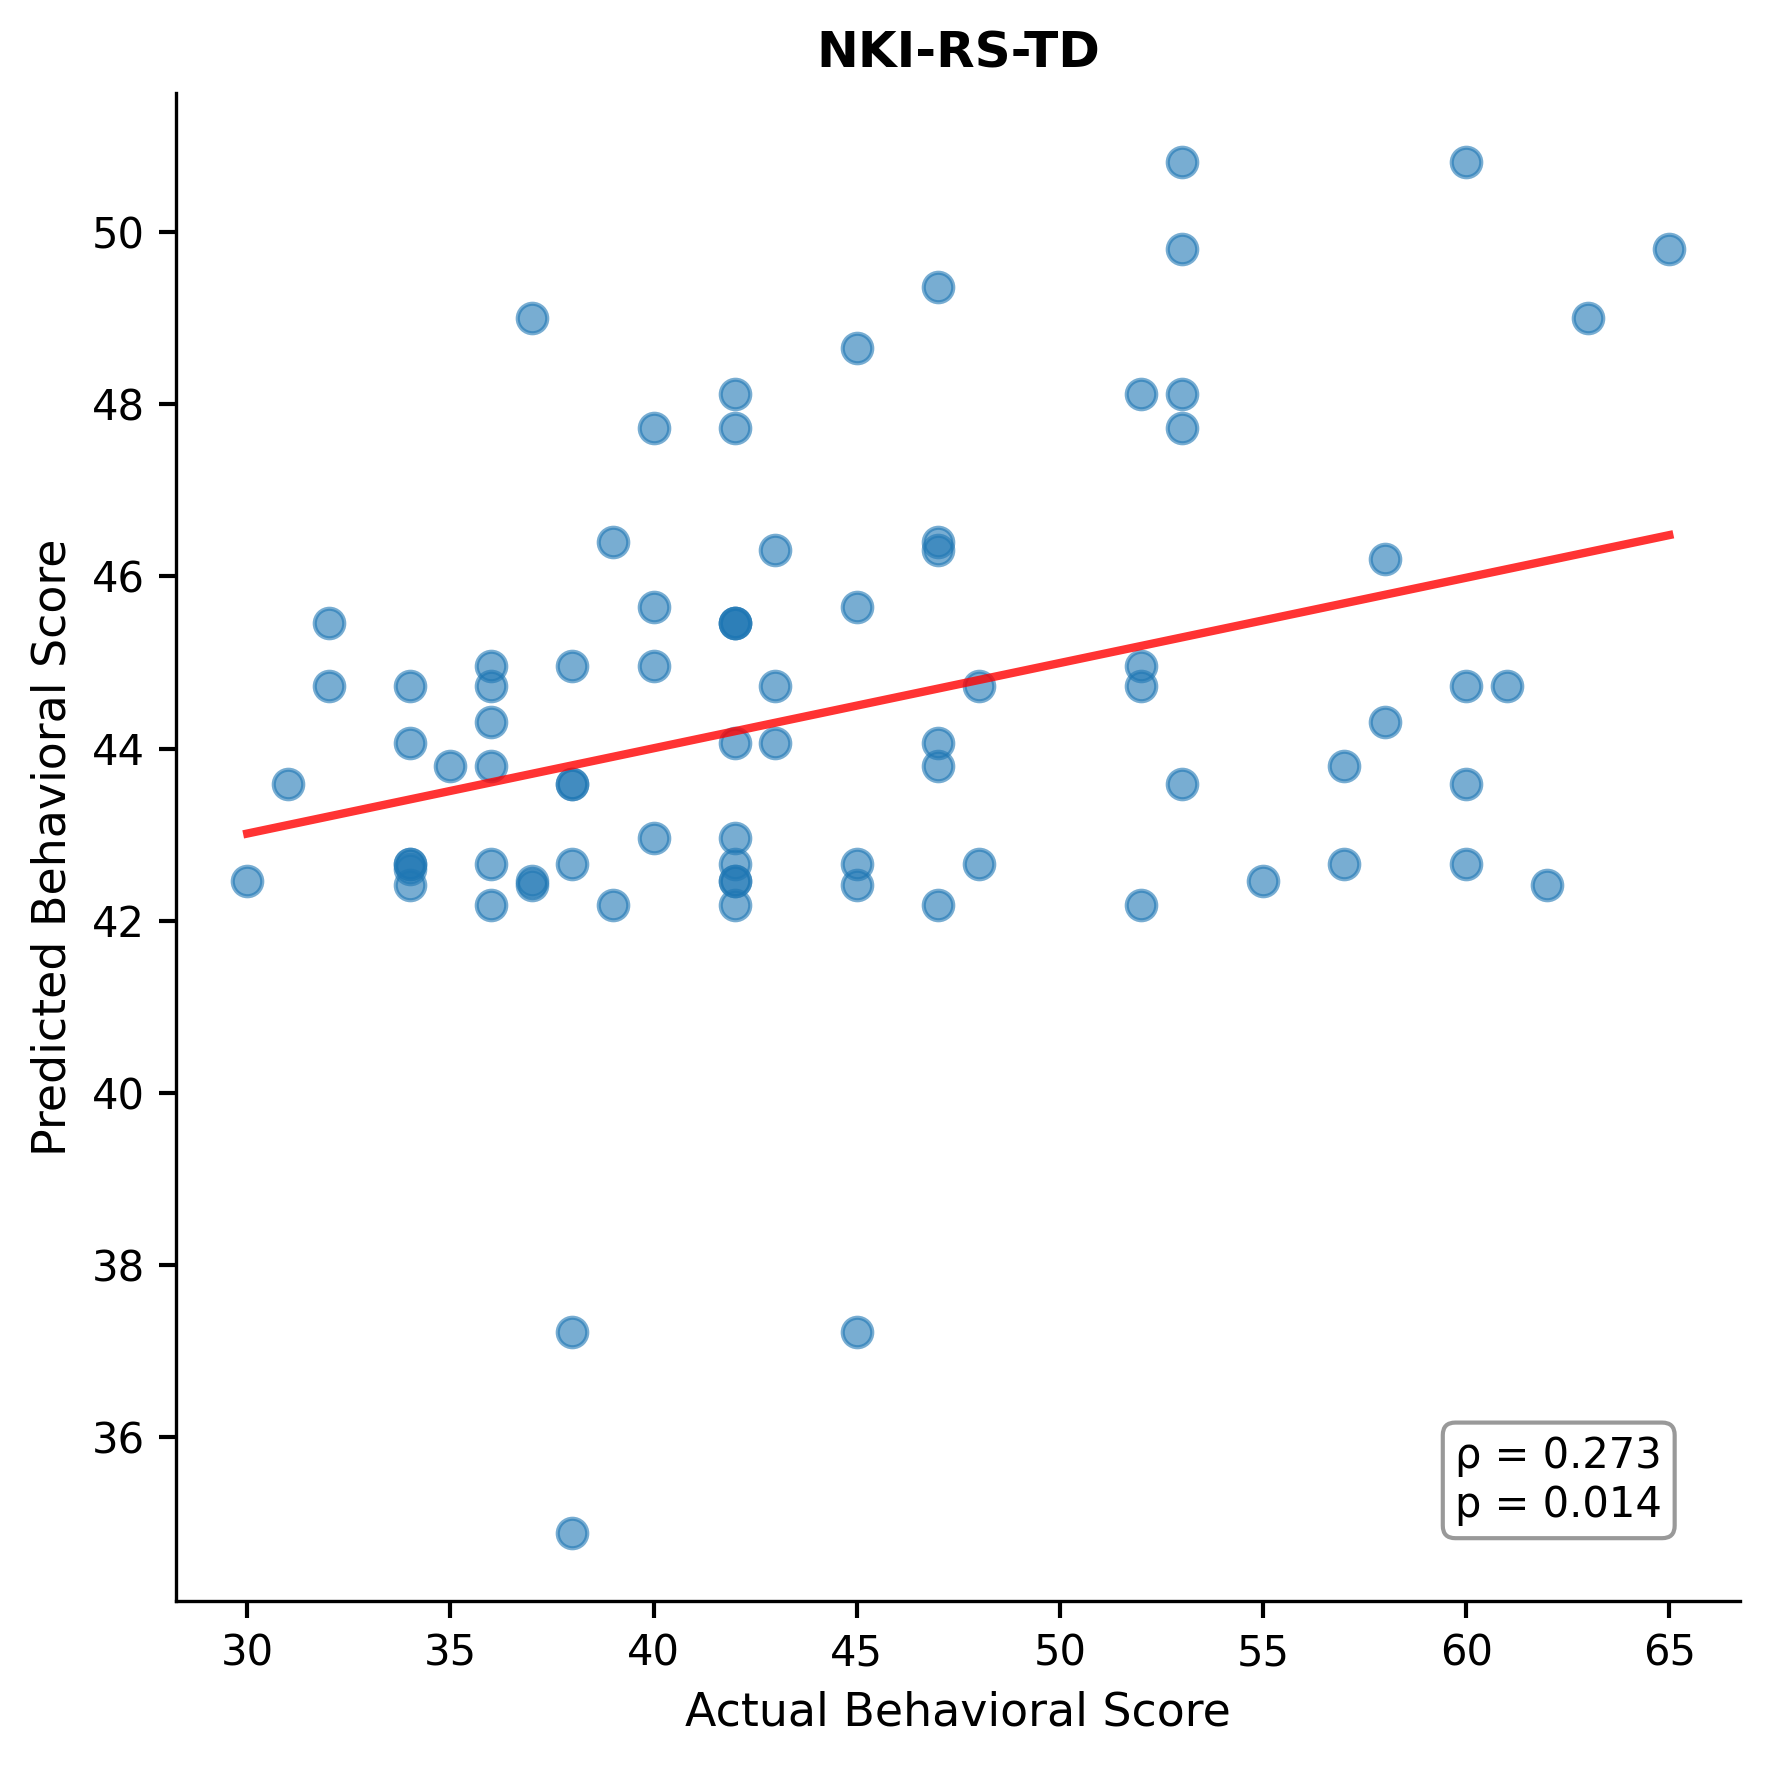 NKI-RS-TD
Predicted Behavioral Score
50
48
46
44
42
40
38
36
ρ = 0.273
p = 0.014
30 35 40 45 50 55 60 65
Actual Behavioral Score